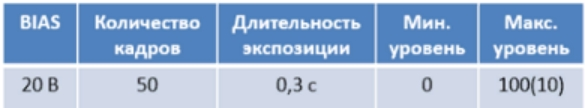 BIAS Количество кадров Длительность экспозиции Мин. уровень Макс. уровень
20 В 50 0,3 с 0 100(10)